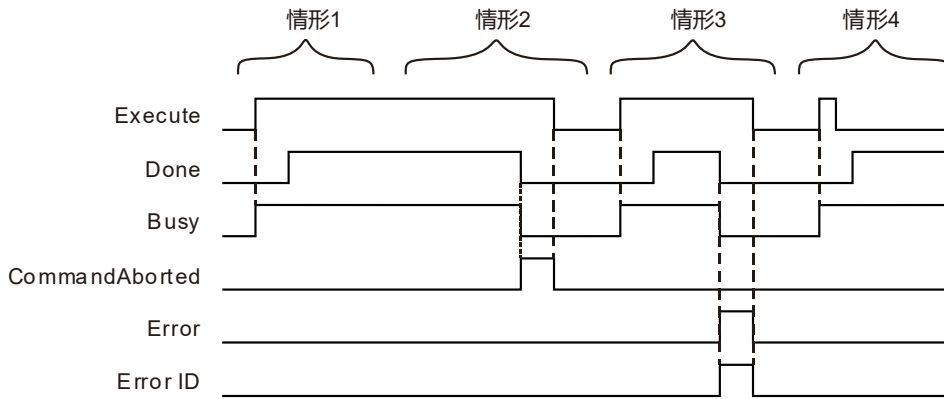 情形1 情形2 情形3 情形4
Execute
Done
Busy
CommandAborted
Error
Error ID